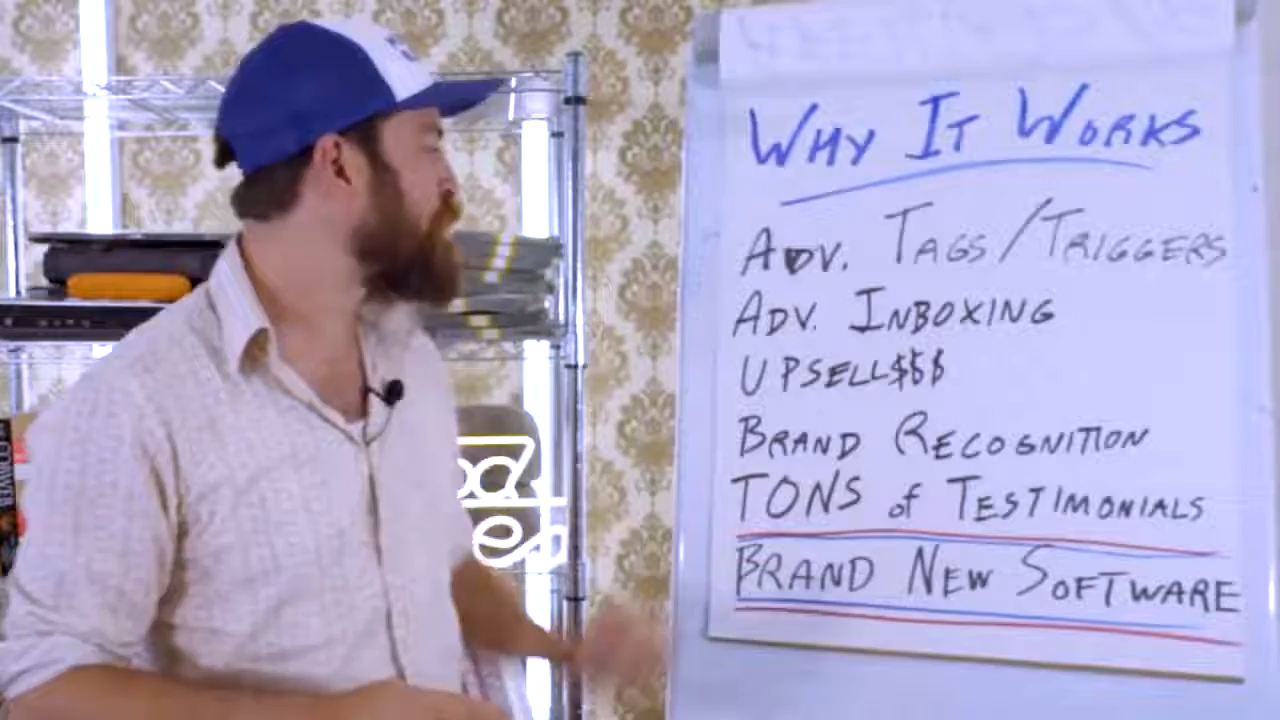 WHY IT WORKS
ADV. TAGS/TRIGGERS
ADV. INBOXING
UPSELL$$$
BRAND RECOGNITION
TONS of TESTIMONIALS
BRAND NEW SOFTWARE